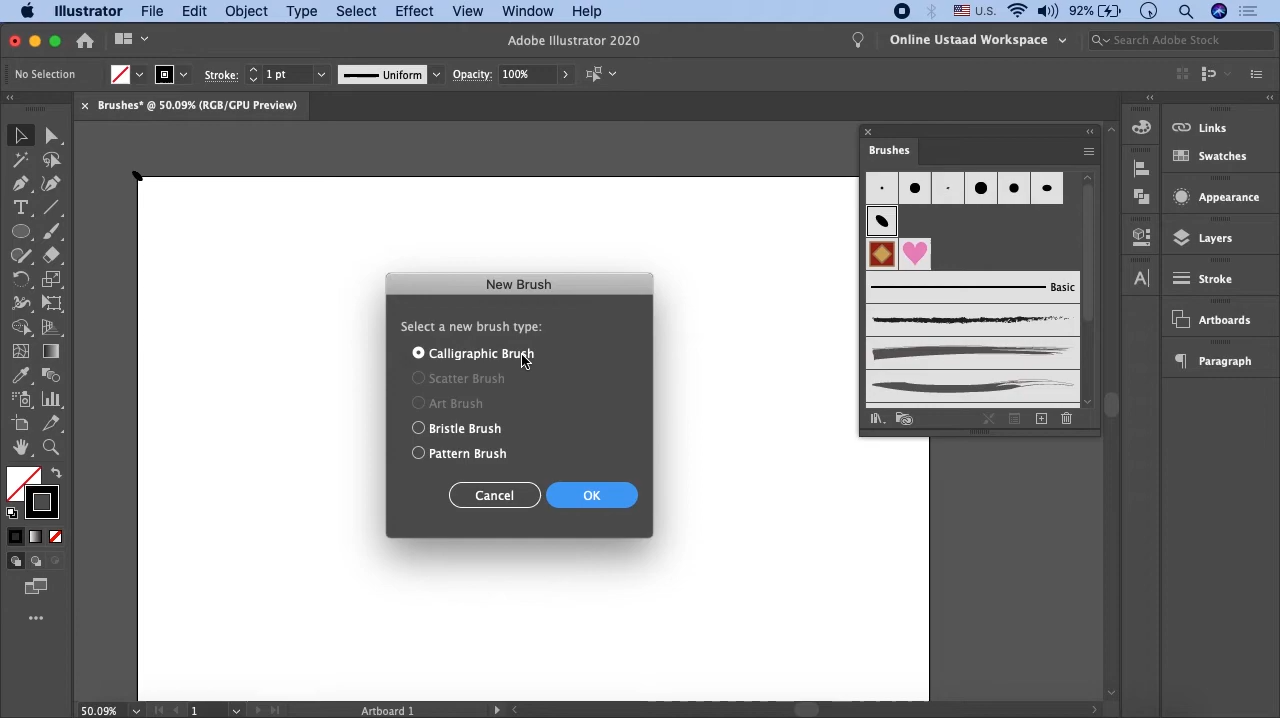 Illustrator File Edit Object Type Select Effect View Window Help U.S. 92%
Adobe Illustrator 2020 Online Ustaad Workspace Search Adobe Stock
No Selection Stroke: 1 pt Uniform Opacity: 100%
Brushes* @ 50.09% (RGB/GPU Preview)
Brushes
Basic
Links
Swatches
Appearance
Layers
Stroke
Artboards
Paragraph
New Brush
Select a new brush type:
Calligraphic Brush
Scatter Brush
Art Brush
Bristle Brush
Pattern Brush
Cancel OK
50.09% 1 Artboard 1